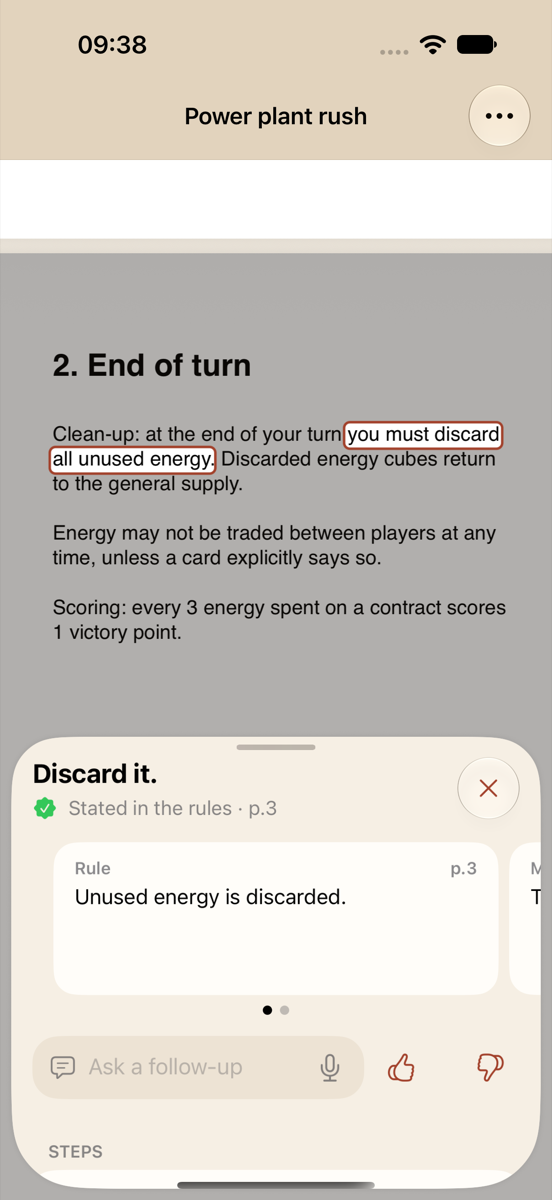 09:38
Power plant rush
2. End of turn
Clean-up: at the end of your turn you must discard
all unused energy. Discarded energy cubes return
to the general supply.
Energy may not be traded between players at any
time, unless a card explicitly says so.
Scoring: every 3 energy spent on a contract scores
1 victory point.
Discard it.
Stated in the rules · p.3
Rule p.3
Unused energy is discarded.
Ask a follow-up
STEPS